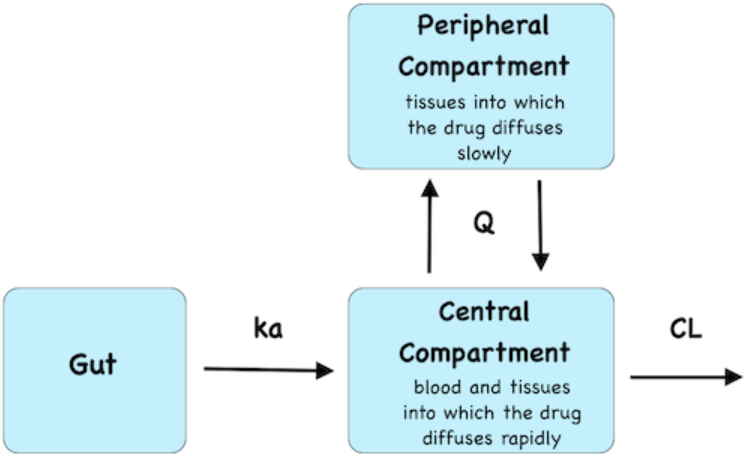 Peripheral
Compartment
tissues into which
the drug diffuses
slowly
Q
Gut
ka
Central
Compartment
blood and tissues
into which the drug
diffuses rapidly
CL